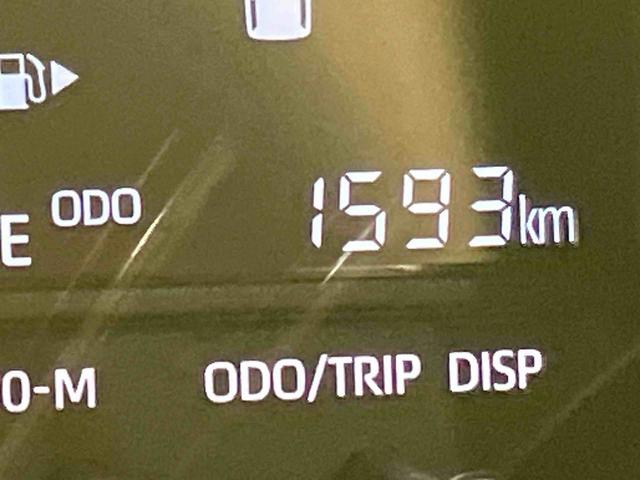 ODO 1593km
E
0-M ODO/TRIP DISP